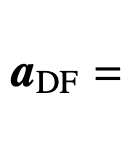 a_DF =